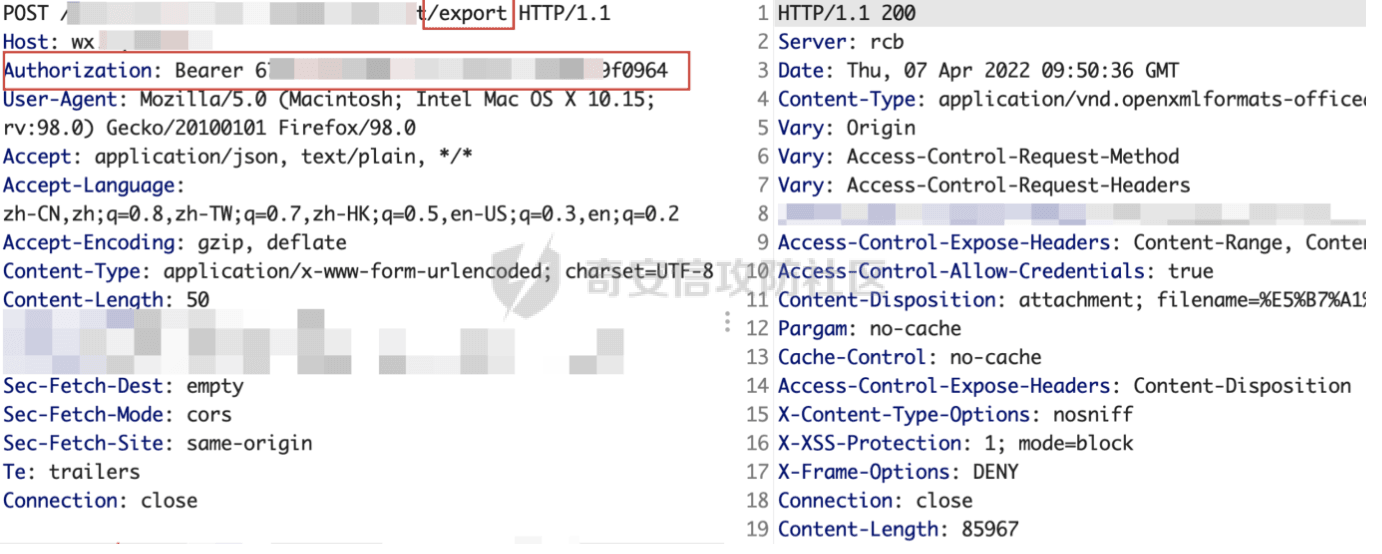 POST / t/export HTTP/1.1
Host: wx
Authorization: Bearer 67 9f0964
User-Agent: Mozilla/5.0 (Macintosh; Intel Mac OS X 10.15;
rv:98.0) Gecko/20100101 Firefox/98.0
Accept: application/json, text/plain, */*
Accept-Language:
zh-CN,zh;q=0.8,zh-TW;q=0.7,zh-HK;q=0.5,en-US;q=0.3,en;q=0.2
Accept-Encoding: gzip, deflate
Content-Type: application/x-www-form-urlencoded; charset=UTF-8
Content-Length: 50
Sec-Fetch-Dest: empty
Sec-Fetch-Mode: cors
Sec-Fetch-Site: same-origin
Te: trailers
Connection: close
奇安信攻防社区
1 HTTP/1.1 200
2 Server: rcb
3 Date: Thu, 07 Apr 2022 09:50:36 GMT
4 Content-Type: application/vnd.openxmlformats-office
5 Vary: Origin
6 Vary: Access-Control-Request-Method
7 Vary: Access-Control-Request-Headers
8
9 Access-Control-Expose-Headers: Content-Range, Conte
10 Access-Control-Allow-Credentials: true
11 Content-Disposition: attachment; filename=%E5%B7%A1%
12 Pargam: no-cache
13 Cache-Control: no-cache
14 Access-Control-Expose-Headers: Content-Disposition
15 X-Content-Type-Options: nosniff
16 X-XSS-Protection: 1; mode=block
17 X-Frame-Options: DENY
18 Connection: close
19 Content-Length: 85967